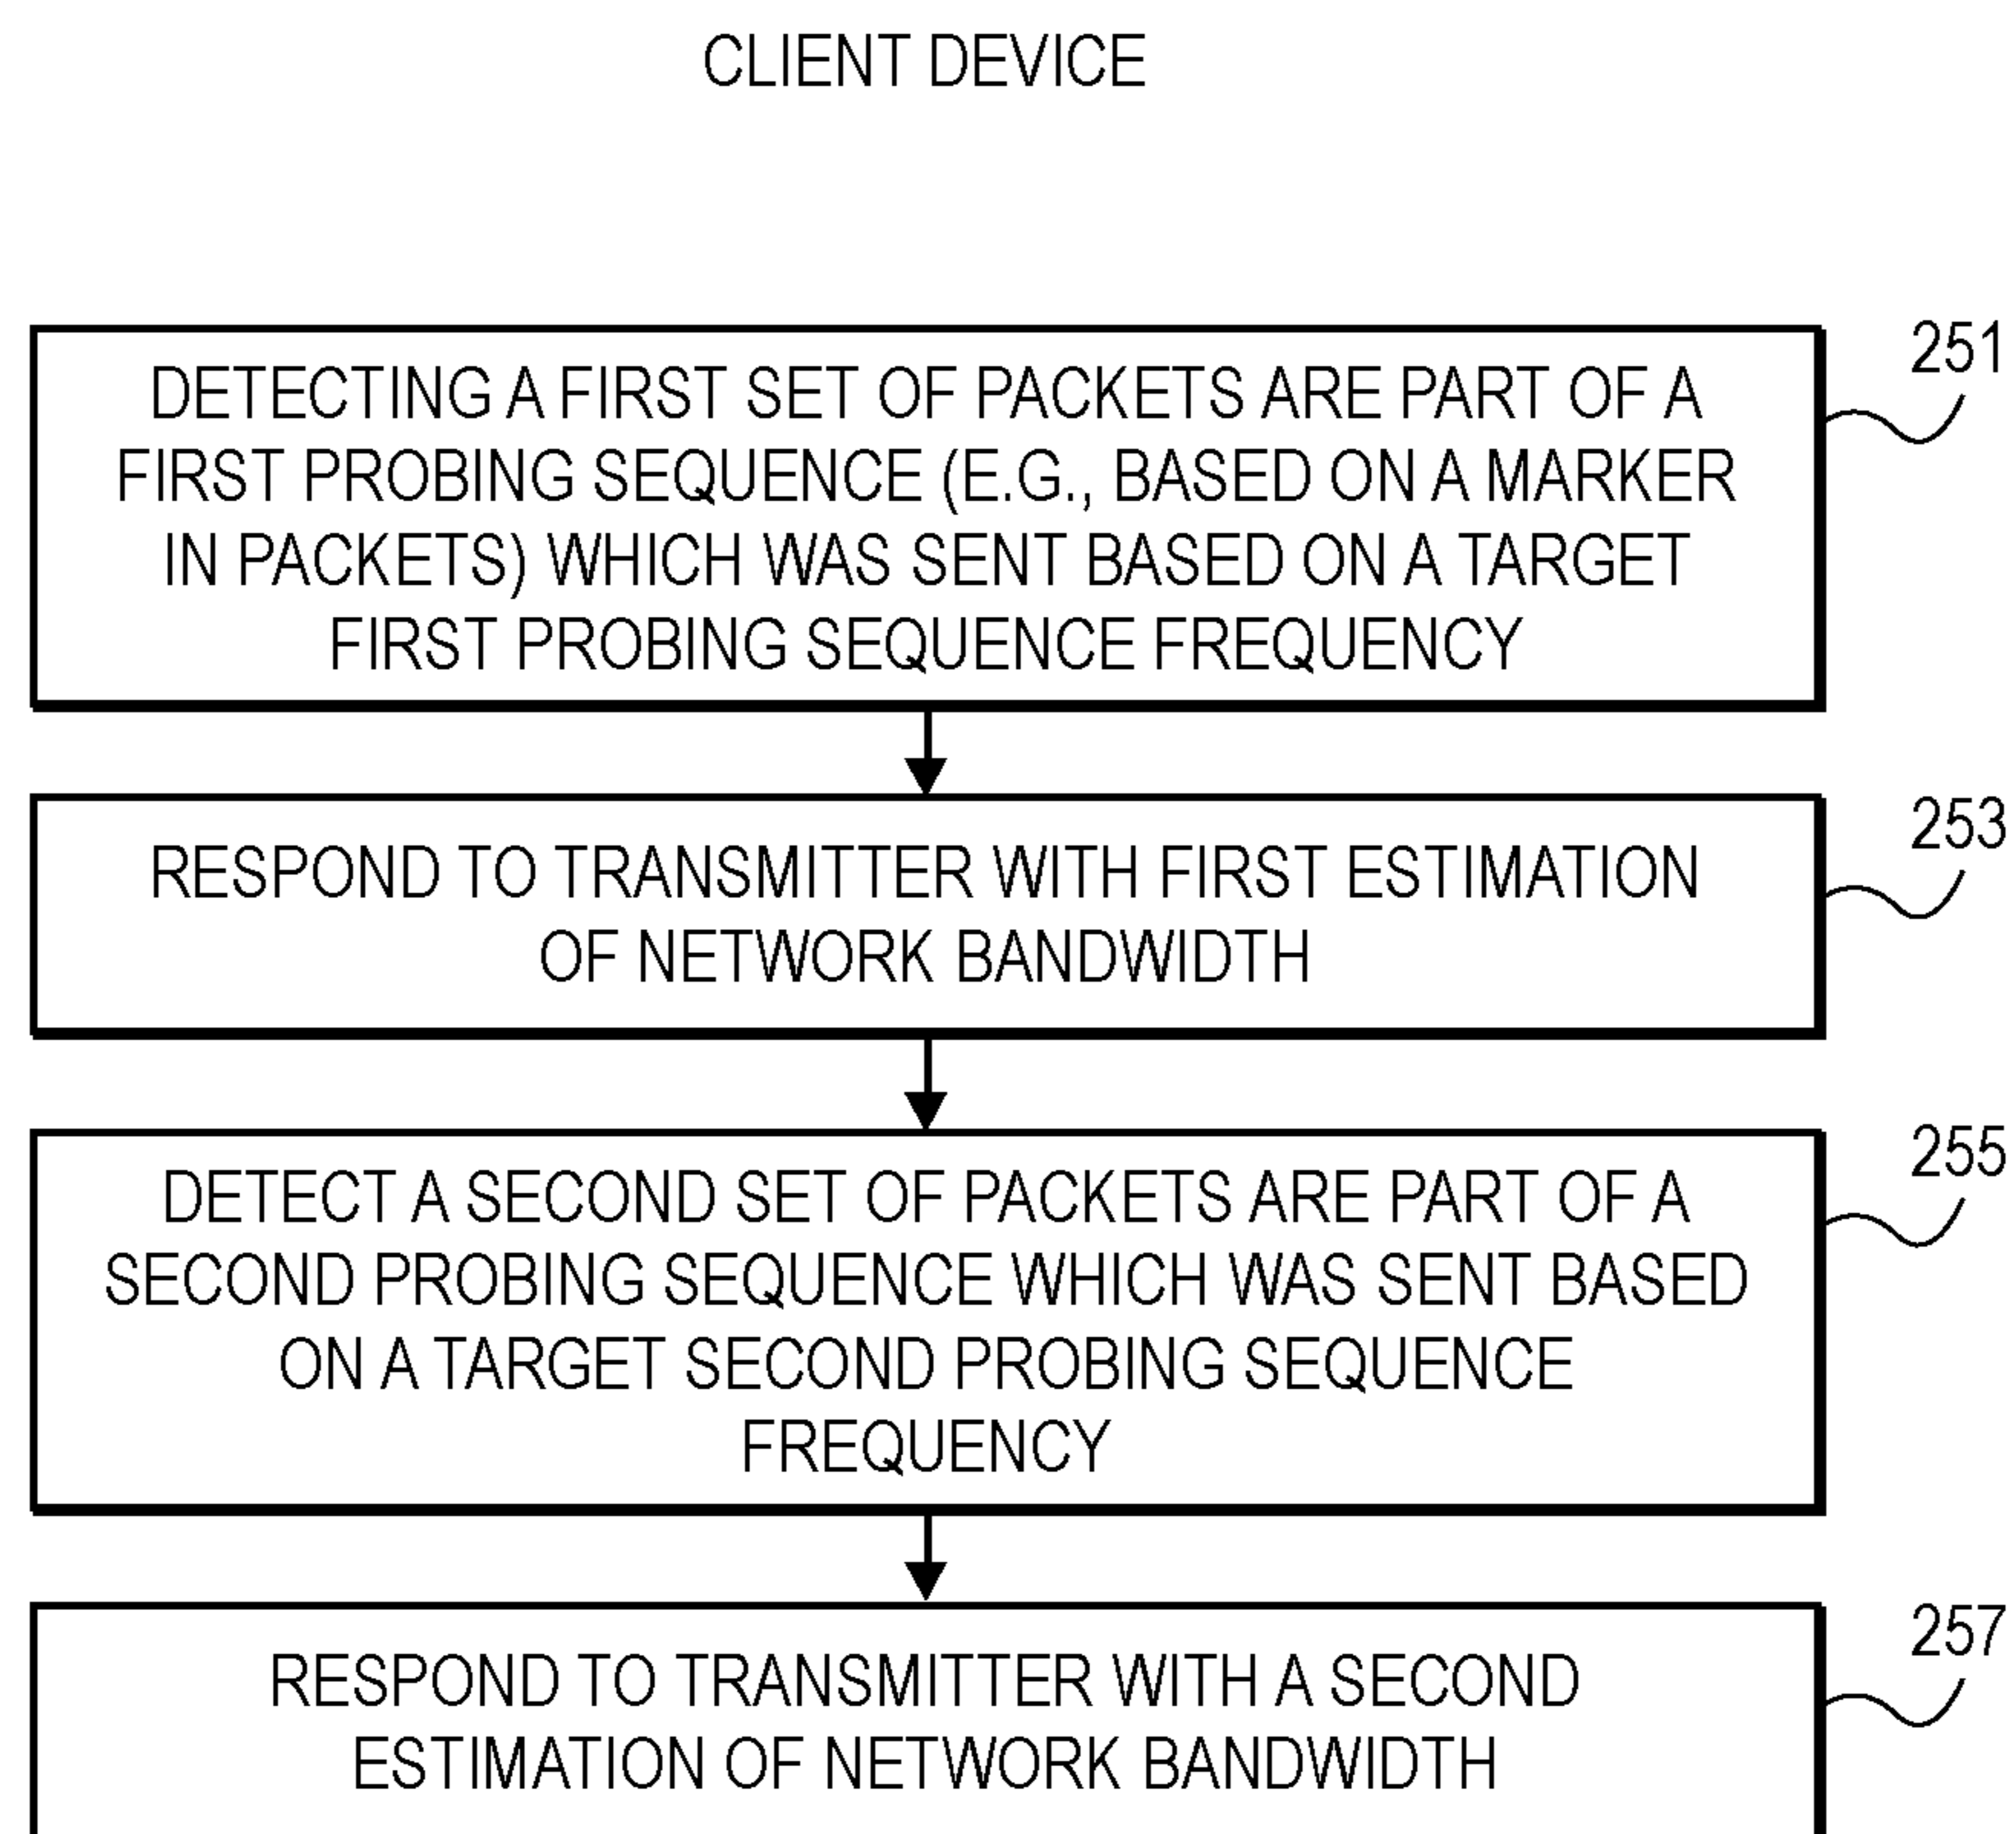 CLIENT DEVICE
251
DETECTING A FIRST SET OF PACKETS ARE PART OF A
FIRST PROBING SEQUENCE (E.G., BASED ON A MARKER
IN PACKETS) WHICH WAS SENT BASED ON A TARGET
FIRST PROBING SEQUENCE FREQUENCY
253
RESPOND TO TRANSMITTER WITH FIRST ESTIMATION
OF NETWORK BANDWIDTH
255
DETECT A SECOND SET OF PACKETS ARE PART OF A
SECOND PROBING SEQUENCE WHICH WAS SENT BASED
ON A TARGET SECOND PROBING SEQUENCE
FREQUENCY
257
RESPOND TO TRANSMITTER WITH A SECOND
ESTIMATION OF NETWORK BANDWIDTH